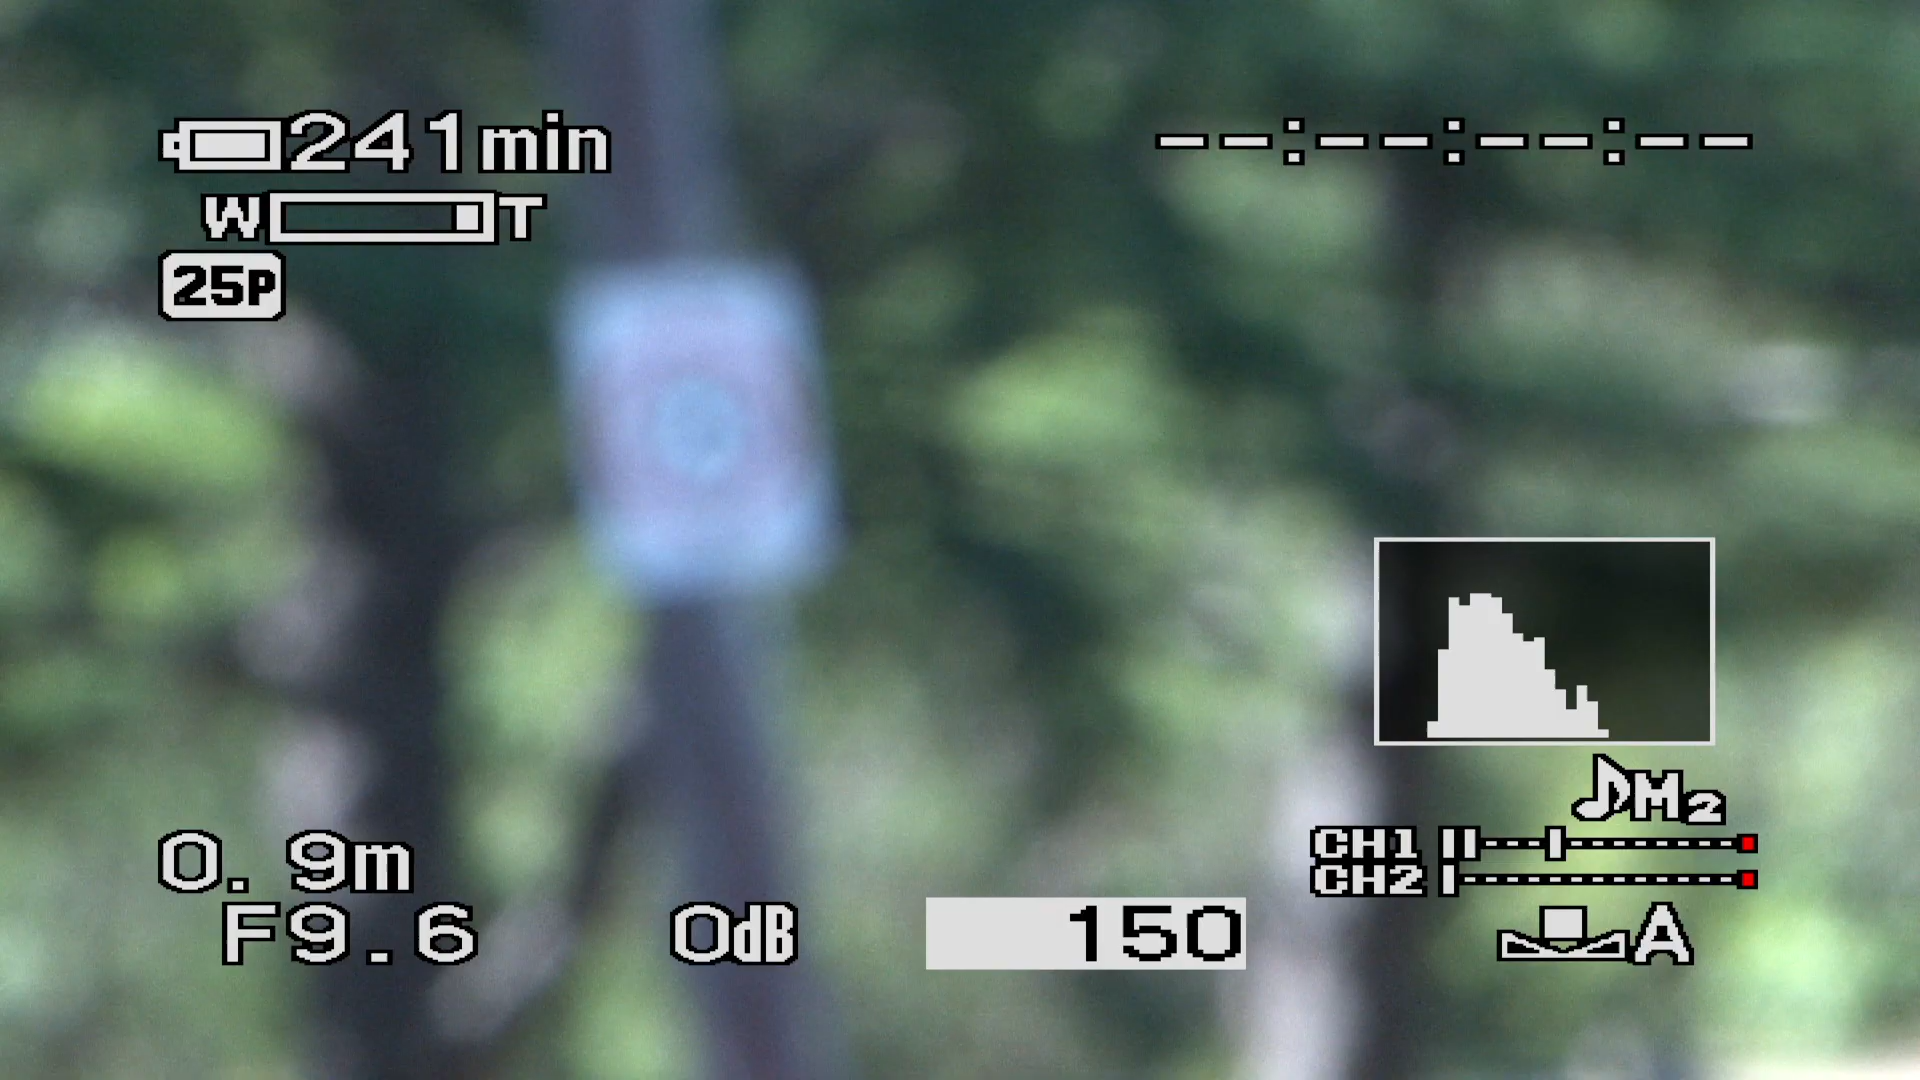 241min
--:--:--:--
W T
25P
♪M2
CH1
CH2
0.9m
F9.6 0dB 150 A